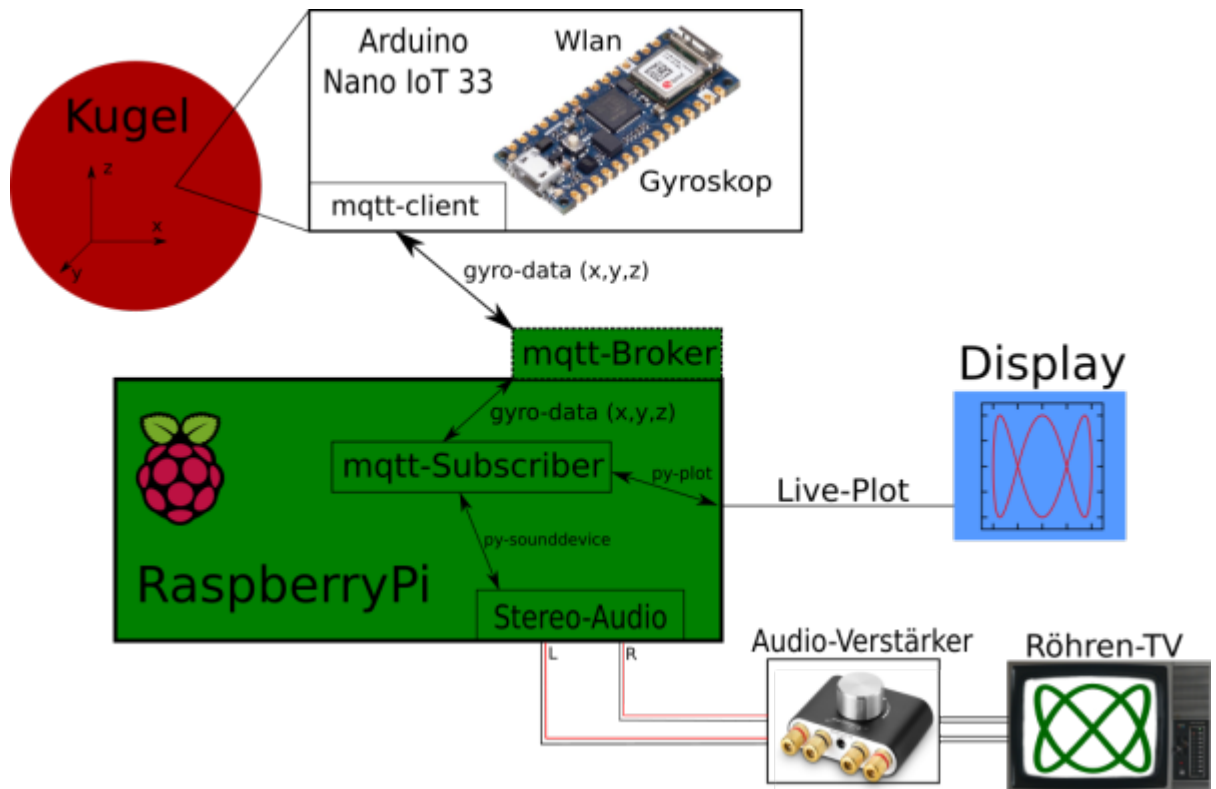 Kugel
z
x
y
Arduino
Nano IoT 33
Wlan
Gyroskop
mqtt-client
gyro-data (x,y,z)
mqtt-Broker
gyro-data (x,y,z)
mqtt-Subscriber
py-plot
py-sounddevice
RaspberryPi
Stereo-Audio
L
R
Live-Plot
Display
Audio-Verstärker
Röhren-TV